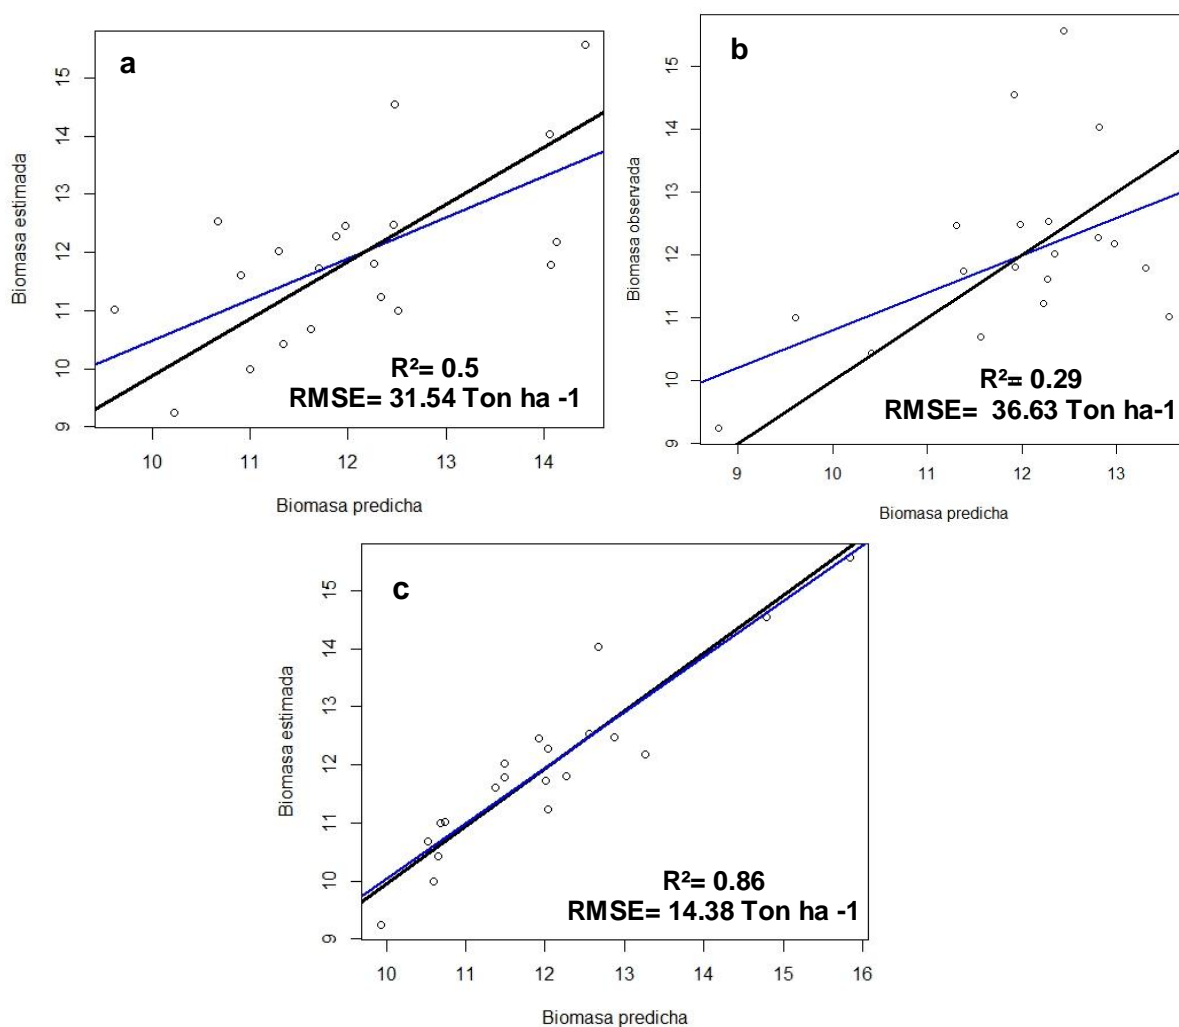 a
Biomasa estimada
15
14
13
12
11
10
9
R²= 0.5
RMSE= 31.54 Ton ha -1
10 11 12 13 14
Biomasa predicha
b
Biomasa observada
15
14
13
12
11
10
9
R²= 0.29
RMSE= 36.63 Ton ha-1
9 10 11 12 13
Biomasa predicha
c
Biomasa estimada
15
14
13
12
11
10
9
R²= 0.86
RMSE= 14.38 Ton ha -1
10 11 12 13 14 15 16
Biomasa predicha